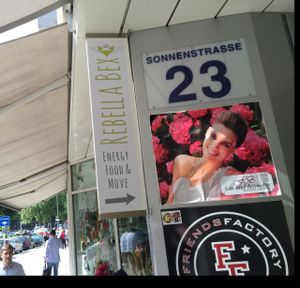 SONNENSTRASSE
23
REBELLA BEX
ENERGY
FOOD &
MOVE
FRIENDSFACTORY
FF